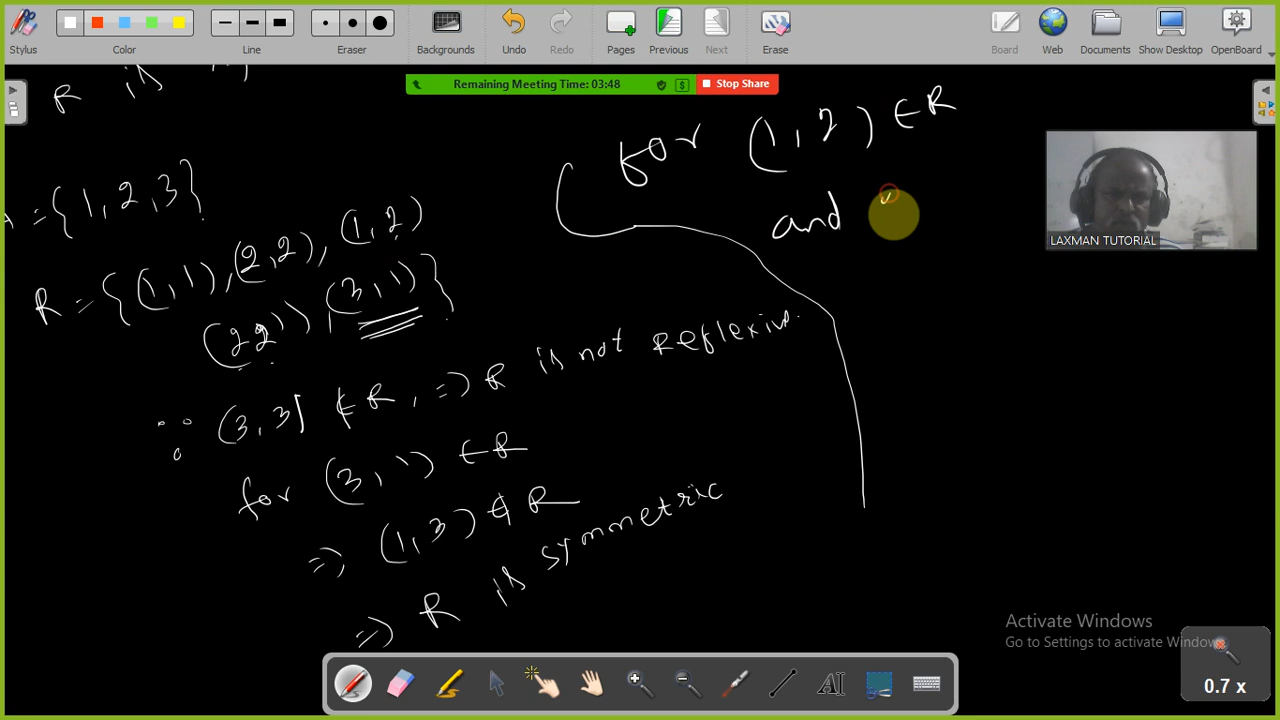 Stylus
Color
Line
Eraser
Backgrounds
Undo
Redo
Pages
Previous
Next
Erase
Board
Web
Documents
Show Desktop
OpenBoard
Remaining Meeting Time: 03:48
Stop Share
R is
A = {1, 2, 3}
R = {(1, 1), (2, 2), (1, 2)
(2 2), (3, 1)}
∵ (3, 3) ∉ R, ⇒ R is not Reflexive.
for (3, 1) ∈ R
⇒ (1, 3) ∉ R
⇒ R is symmetric
for (1, 2) ∈ R
and
LAXMAN TUTORIAL
Activate Windows
Go to Settings to activate Windows
0.7 x